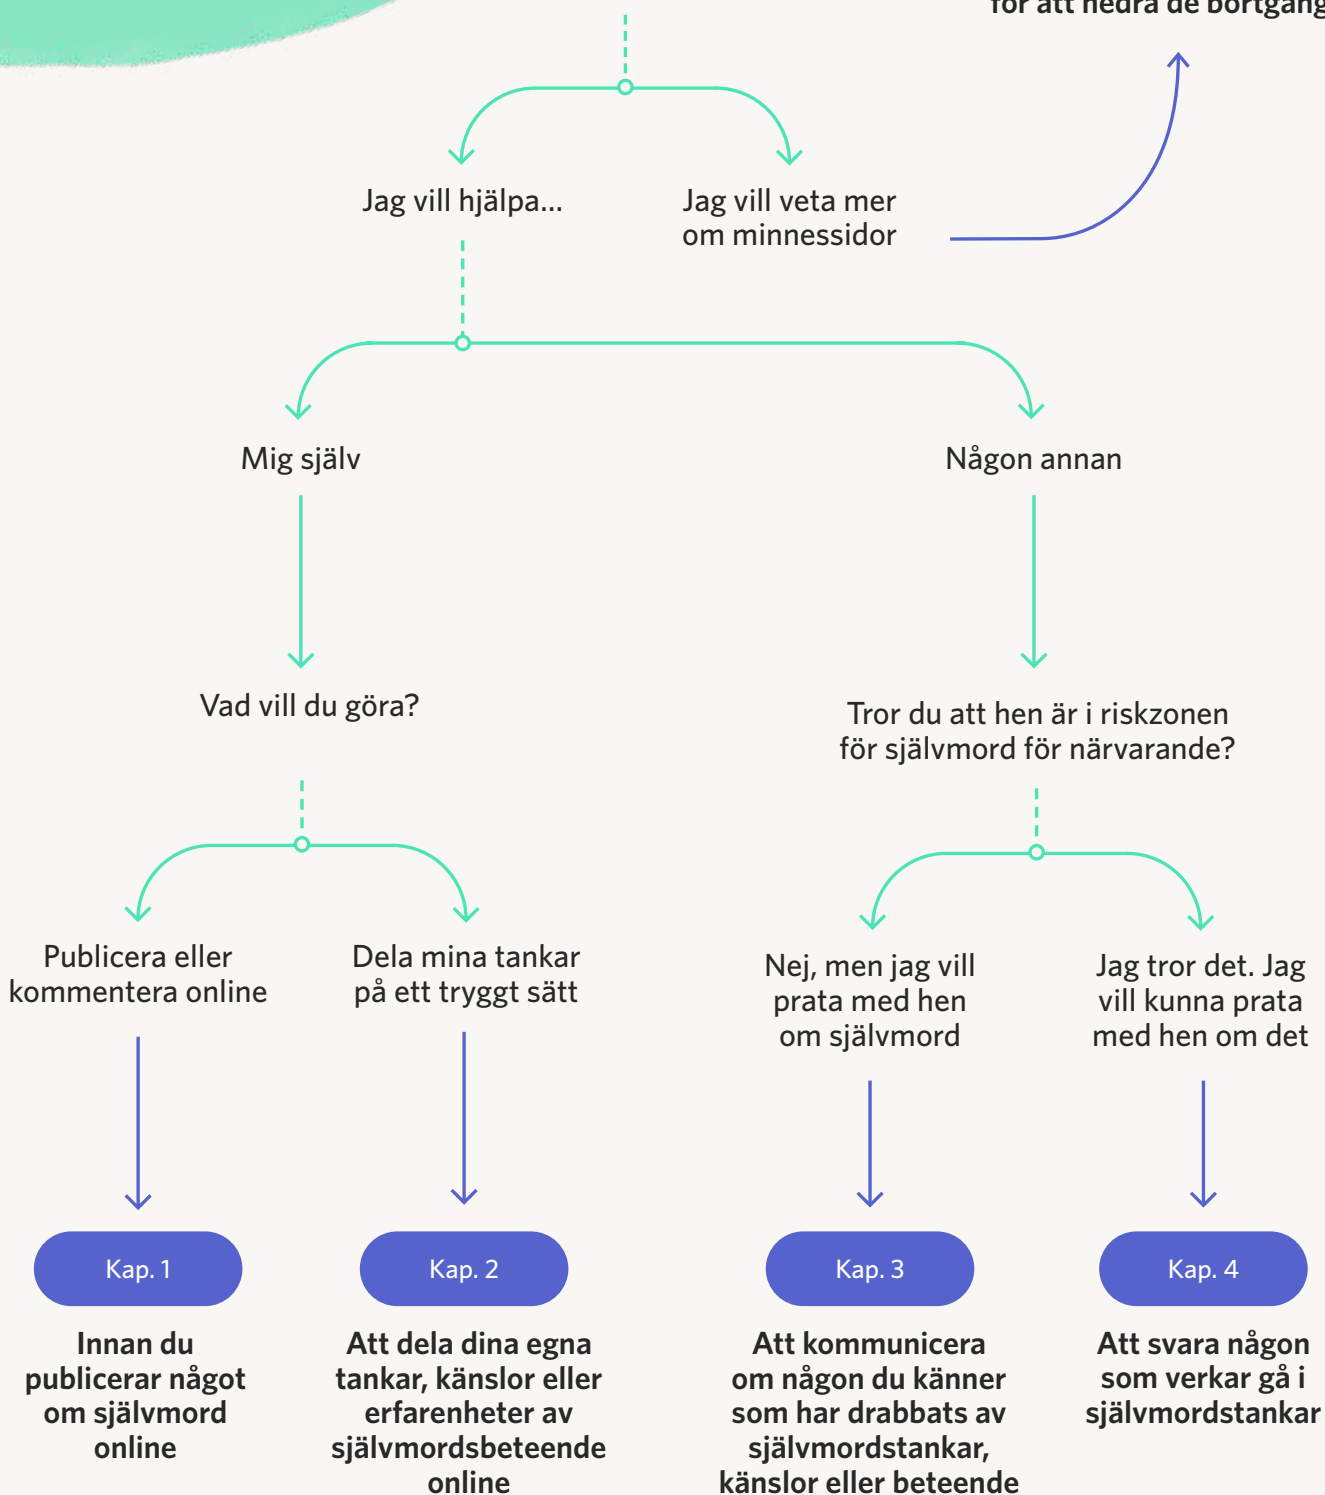 för att hedra de bortgång
Jag vill hjälpa...
Jag vill veta mer
om minnessidor
Mig själv
Någon annan
Vad vill du göra?
Tror du att hen är i riskzonen
för självmord för närvarande?
Publicera eller
kommentera online
Dela mina tankar
på ett tryggt sätt
Nej, men jag vill
prata med hen
om självmord
Jag tror det. Jag
vill kunna prata
med hen om det
Kap. 1
Kap. 2
Kap. 3
Kap. 4
Innan du
publicerar något
om självmord
online
Att dela dina egna
tankar, känslor eller
erfarenheter av
självmordsbeteende
online
Att kommunicera
om någon du känner
som har drabbats av
självmordstankar,
känslor eller beteende
Att svara någon
som verkar gå i
självmordstankar